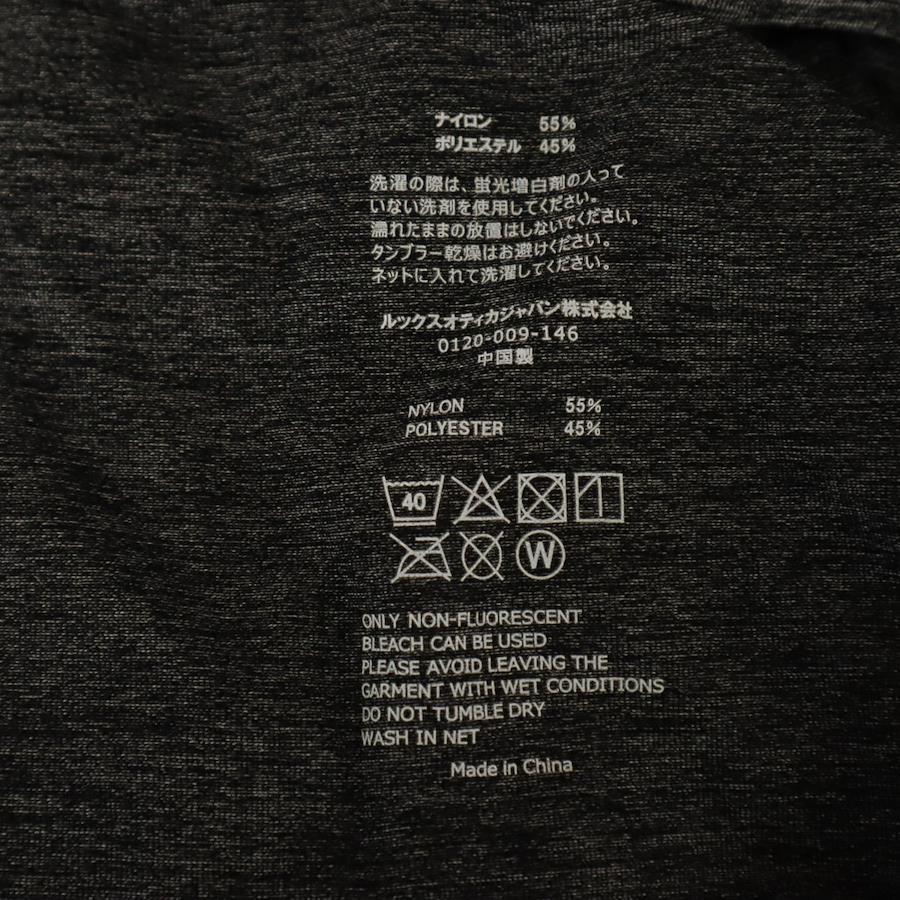 ナイロン 55%
ポリエステル 45%
洗濯の際は、蛍光増白剤の入って
いない洗剤を使用してください。
濡れたままの放置はしないでください。
タンブラー乾燥はお避けください。
ネットに入れて洗濯してください。
ルックスオティカジャパン株式会社
0120-009-146
中国製
NYLON 55%
POLYESTER 45%
40
W
ONLY NON-FLUORESCENT
BLEACH CAN BE USED
PLEASE AVOID LEAVING THE
GARMENT WITH WET CONDITIONS
DO NOT TUMBLE DRY
WASH IN NET
Made in China